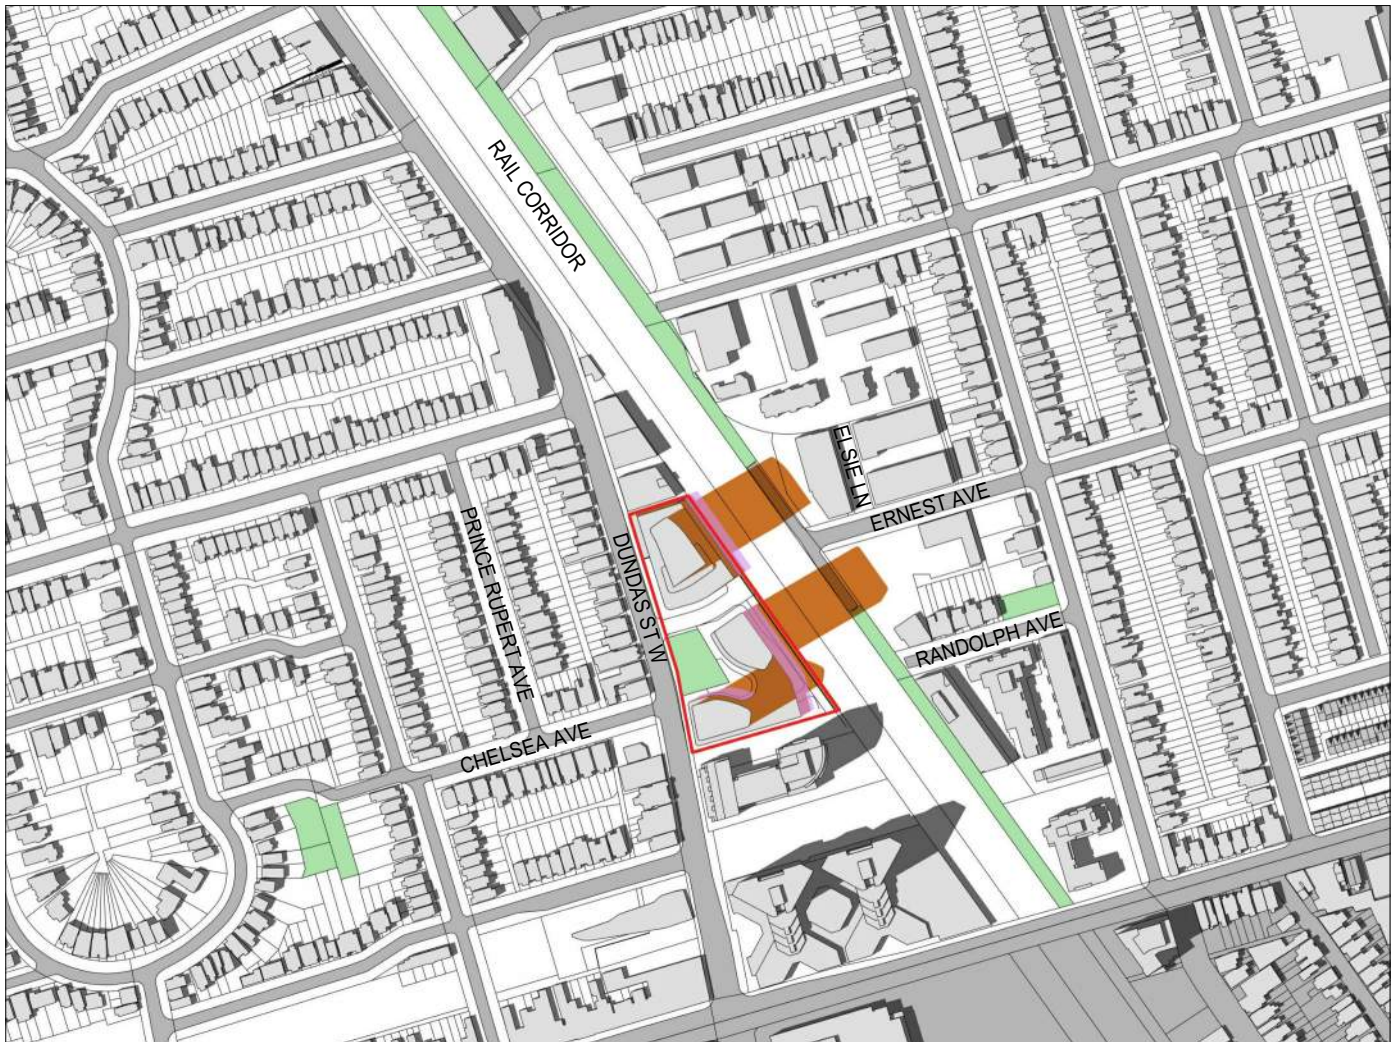 RAIL CORRIDOR
ELSIE LN
ERNEST AVE
PRINCE RUPERT AVE
DUNDAS ST W
RANDOLPH AVE
CHELSEA AVE